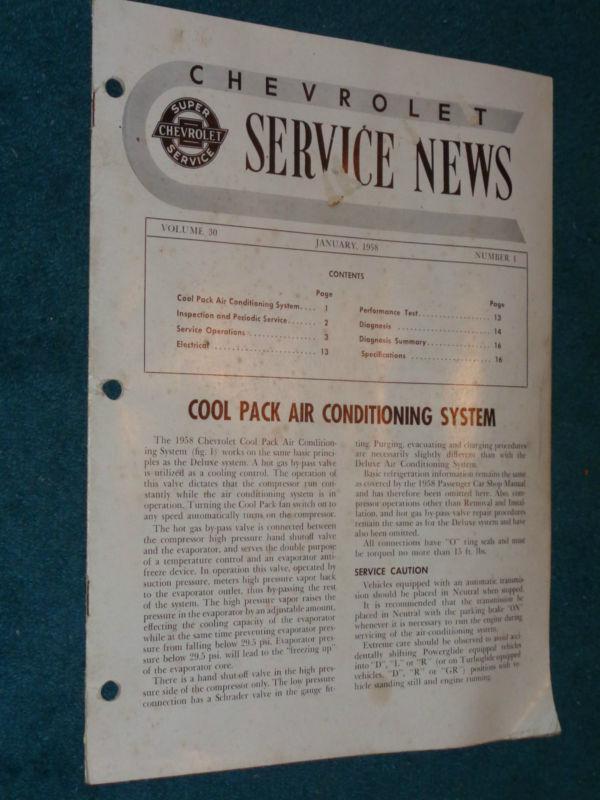 CHEVROLET
SUPER
CHEVROLET
SERVICE
SERVICE NEWS
VOLUME 30
JANUARY, 1958
NUMBER 1
CONTENTS
Page
Cool Pack Air Conditioning System.... 1
Inspection and Periodic Service....... 2
Service Operations ................. 3
Electrical ........................ 13
Page
Performance Test................. 13
Diagnosis ...................... 14
Diagnosis Summary............... 16
Specifications ................... 16
COOL PACK AIR CONDITIONING SYSTEM
The 1958 Chevrolet Cool Pack Air Condition-
ing System (fig. 1) works on the same basic princi-
ples as the Deluxe system. A hot gas by-pass valve
is utilized as a cooling control. The operation of
this valve dictates that the compressor run con-
stantly while the air conditioning system is in
operation. Turning the Cool Pack fan switch on to
any speed automatically turns on the compressor.
The hot gas by-pass valve is connected between
the compressor high pressure hand shutoff valve
and the evaporator, and serves the double purpose
of a temperature control and an evaporator anti-
freeze device. In operation this valve, operated by
suction pressure, meters high pressure vapor back
to the evaporator outlet, thus by-passing the rest
of the system. The high pressure vapor raises the
pressure in the evaporator by an adjustable amount,
effecting the cooling capacity of the evaporator
while at the same time preventing evaporator pres-
sure from falling below 29.5 psi. Evaporator pres-
sure below 29.5 psi. will lead to the "freezing up"
of the evaporator core.
There is a hand shut-off valve in the high pres-
sure side of the compressor only. The low pressure
connection has a Schrader valve in the gauge fit-
ting. Purging, evacuating and charging procedures
are necessarily slightly different than with the
Deluxe Air Conditioning System.
Basic refrigeration information remains the same
as covered by the 1958 Passenger Car Shop Manual
and has therefore been omitted here. Also, com-
pressor operations other than Removal and Instal-
lation, and hot gas by-pass valve repair procedures
remain the same as for the Deluxe system and have
also been omitted.
All connections have "O" ring seals and must
be torqued no more than 15 ft. lbs.
SERVICE CAUTION
Vehicles equipped with an automatic transmis-
sion should be placed in Neutral when stopped.
It is recommended that the transmission be
placed in Neutral with the parking brake "ON"
whenever it is necessary to run the engine during
servicing of the air-conditioning system.
Extreme care should be observed to avoid acci-
dentally shifting Powerglide equipped vehicles
into "D", "L" or "R" (or on Turboglide equipped
vehicles, "D", "R" or "GR") positions with ve-
hicle standing still and engine running.